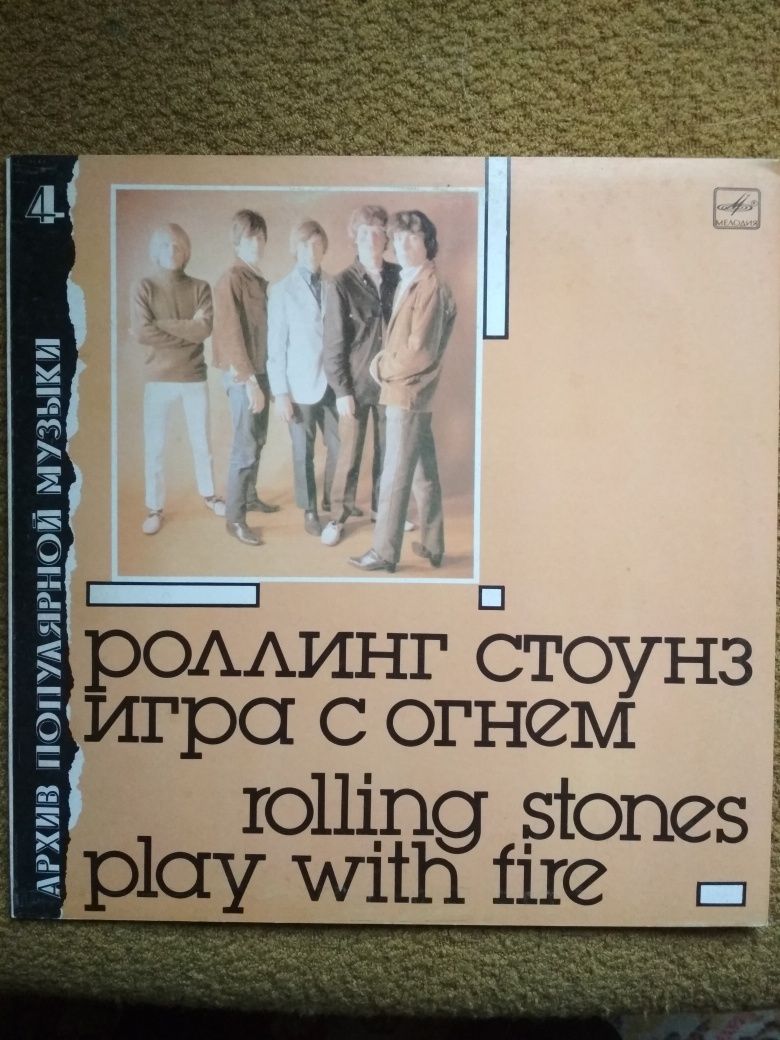 4
АРХИВ ПОПУЛЯРНОЙ МУЗЫКИ
МЕЛОДИЯ
роллинг стоунз
игра с огнем
rolling stones
play with fire